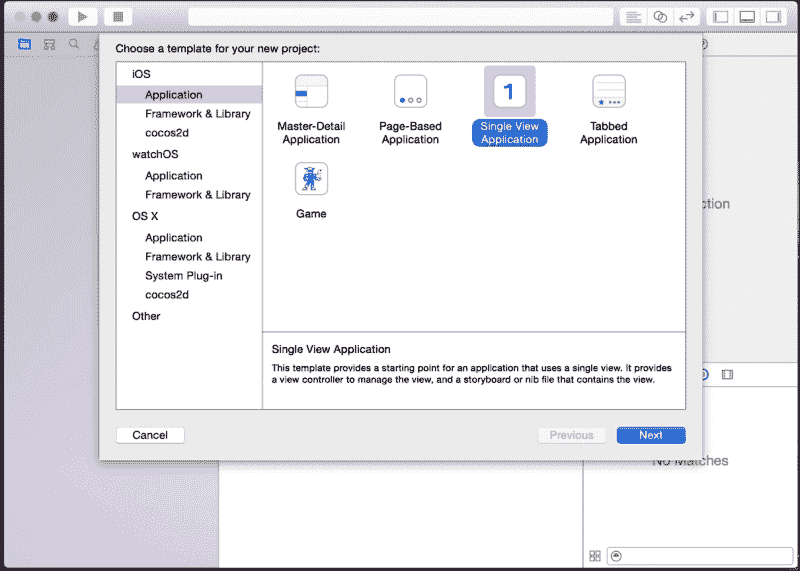 Choose a template for your new project:
iOS
Application
Framework & Library
cocos2d
watchOS
Application
Framework & Library
OS X
Application
Framework & Library
System Plug-in
cocos2d
Other
Master-Detail
Application
Page-Based
Application
1
Single View
Application
Tabbed
Application
Game
Single View Application
This template provides a starting point for an application that uses a single view. It provides
a view controller to manage the view, and a storyboard or nib file that contains the view.
Cancel
Previous
Next
ction
No Matches